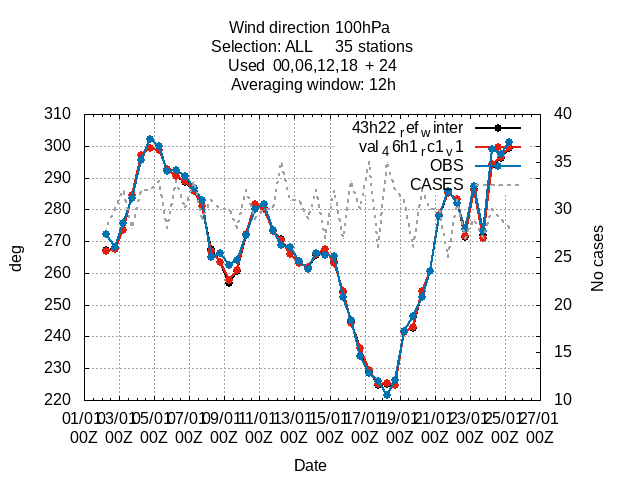 Wind direction 100hPa
Selection: ALL 35 stations
Used 00,06,12,18 + 24
Averaging window: 12h
43h22refwinter
val46h1rc1v1
OBS
CASES
310
300
290
280
270
260
250
240
230
220
40
35
30
25
20
15
10
deg
No cases
01/01 03/01 05/01 07/01 09/01 11/01 13/01 15/01 17/01 19/01 21/01 23/01 25/01 27/01
00Z 00Z 00Z 00Z 00Z 00Z 00Z 00Z 00Z 00Z 00Z 00Z 00Z 00Z
Date